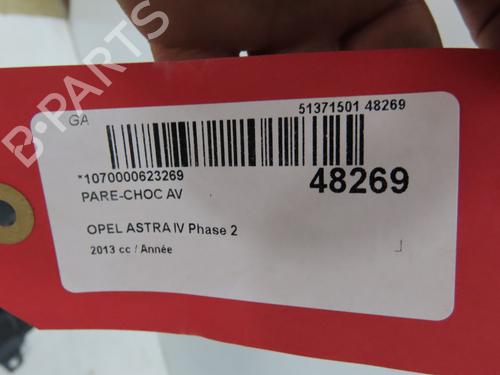 B-PARTS
GA
51371501 48269
*1070000623269
48269
PARE-CHOC AV
OPEL ASTRA IV Phase 2
2013 cc / Année